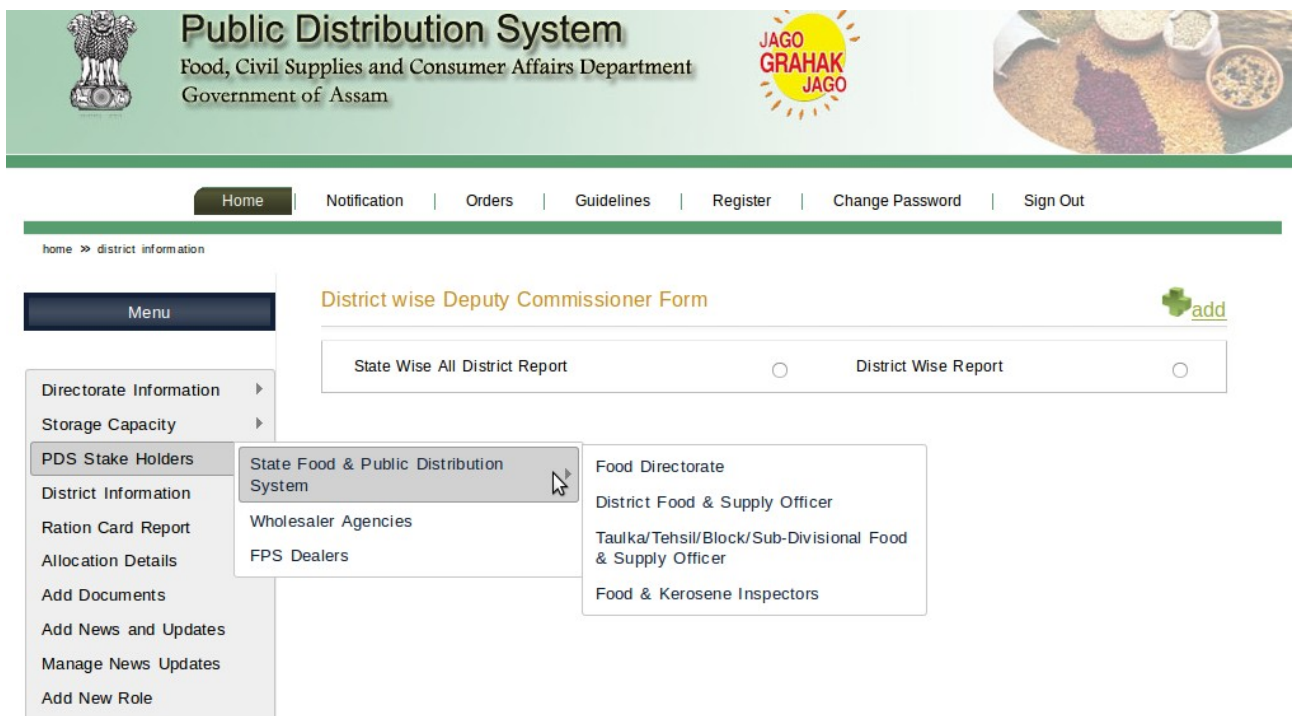 Public Distribution System
Food, Civil Supplies and Consumer Affairs Department
Government of Assam
JAGO
GRAHAK
JAGO
Home | Notification | Orders | Guidelines | Register | Change Password | Sign Out
home >> district information
Menu
District wise Deputy Commissioner Form
add
State Wise All District Report
District Wise Report
Directorate Information
Storage Capacity
PDS Stake Holders
District Information
Ration Card Report
Allocation Details
Add Documents
Add News and Updates
Manage News Updates
Add New Role
State Food & Public Distribution
System
Wholesaler Agencies
FPS Dealers
Food Directorate
District Food & Supply Officer
Taulka/Tehsil/Block/Sub-Divisional Food
& Supply Officer
Food & Kerosene Inspectors